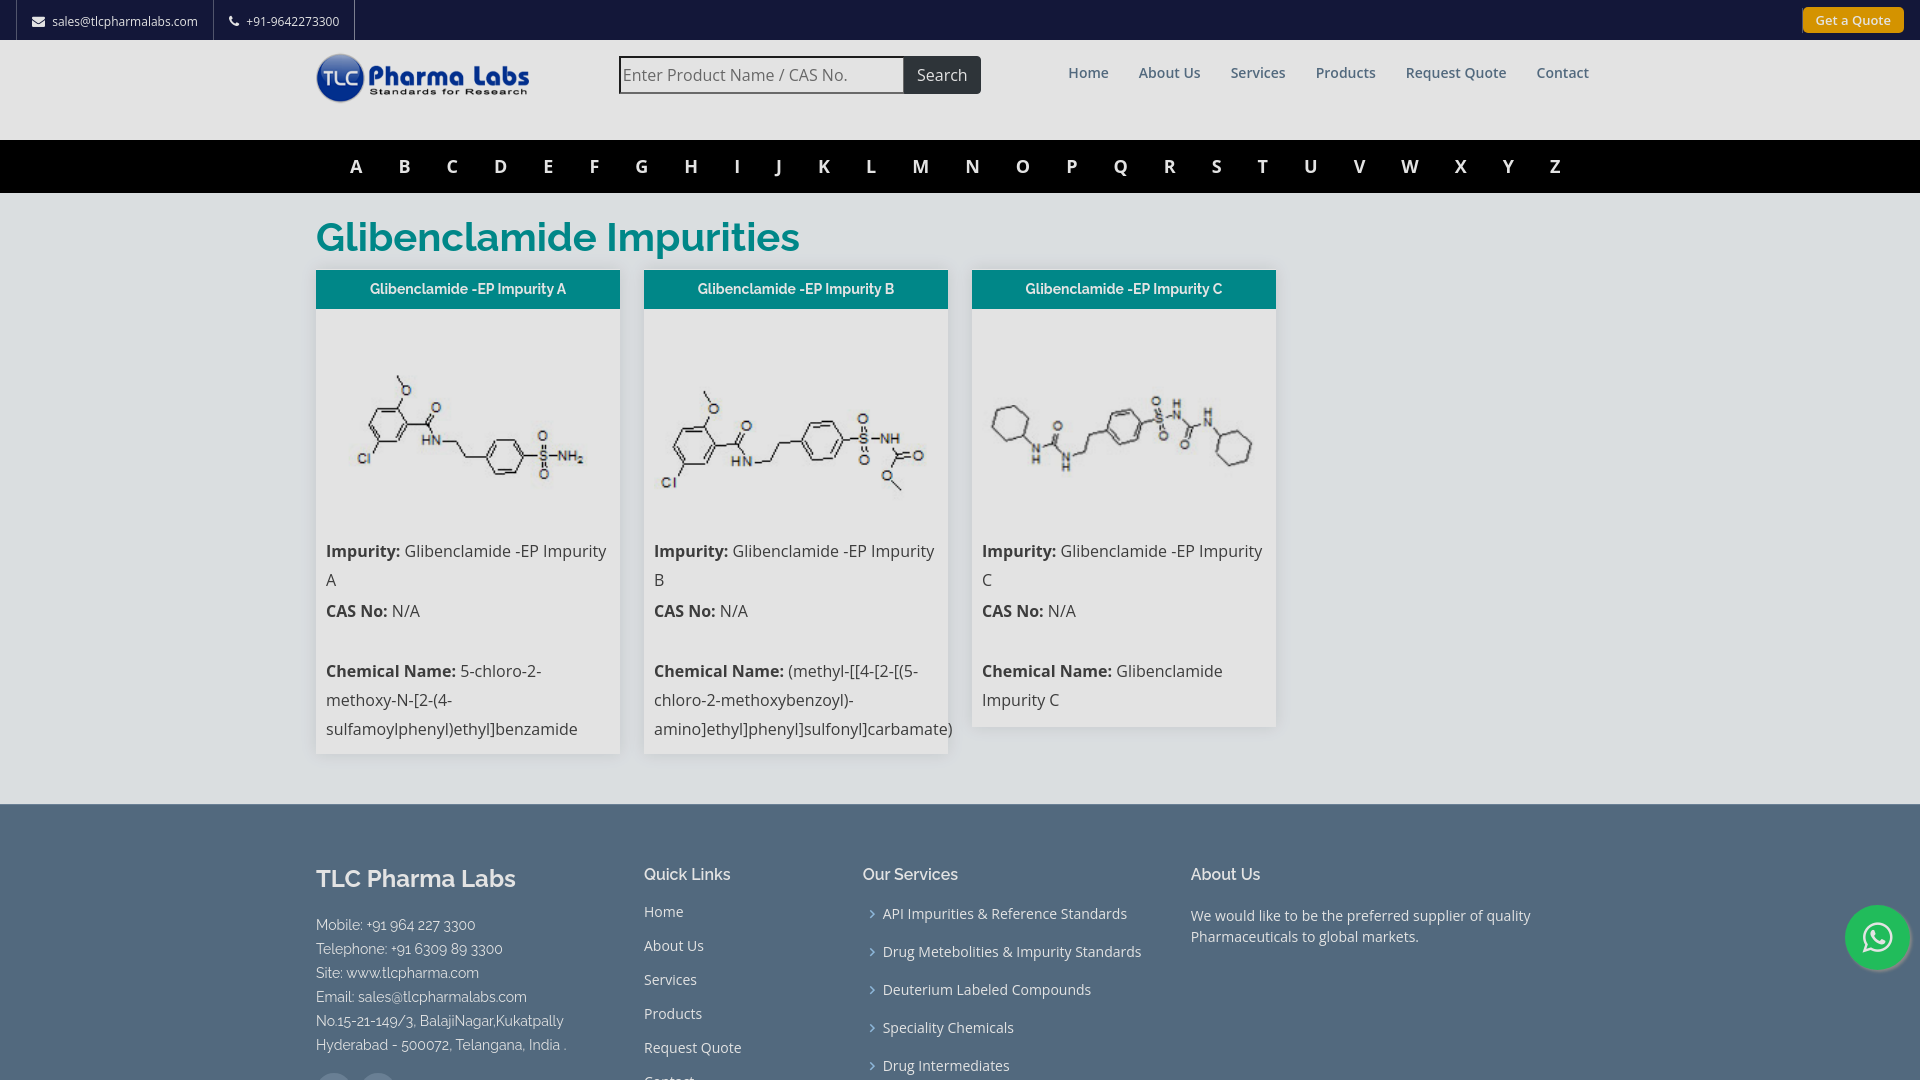 sales@tlcpharmalabs.com +91-9642273300 Get a Quote
TLC Pharma Labs
Standards for Research
Enter Product Name / CAS No. Search
Home About Us Services Products Request Quote Contact
A B C D E F G H I J K L M N O P Q R S T U V W X Y Z
Glibenclamide Impurities
Glibenclamide -EP Impurity A
O
O
HN
Cl
O
S
NH2
O
Impurity: Glibenclamide -EP Impurity
A
CAS No: N/A
Chemical Name: 5-chloro-2-
methoxy-N-[2-(4-
sulfamoylphenyl)ethyl]benzamide
Glibenclamide -EP Impurity B
O
O
HN
Cl
O
S
NH
O
O
O
Impurity: Glibenclamide -EP Impurity
B
CAS No: N/A
Chemical Name: (methyl-[[4-[2-[(5-
chloro-2-methoxybenzoyl)-
amino]ethyl]phenyl]sulfonyl]carbamate)
Glibenclamide -EP Impurity C
O
N
H
N
H
O
S
O
H
N
O
H
N
Impurity: Glibenclamide -EP Impurity
C
CAS No: N/A
Chemical Name: Glibenclamide
Impurity C
TLC Pharma Labs
Mobile: +91 964 227 3300
Telephone: +91 6309 89 3300
Site: www.tlcpharma.com
Email: sales@tlcpharmalabs.com
No.15-21-149/3, BalajiNagar,Kukatpally
Hyderabad - 500072, Telangana, India .
Quick Links
Home
About Us
Services
Products
Request Quote
Contact
Our Services
API Impurities & Reference Standards
Drug Metebolities & Impurity Standards
Deuterium Labeled Compounds
Speciality Chemicals
Drug Intermediates
About Us
We would like to be the preferred supplier of quality
Pharmaceuticals to global markets.